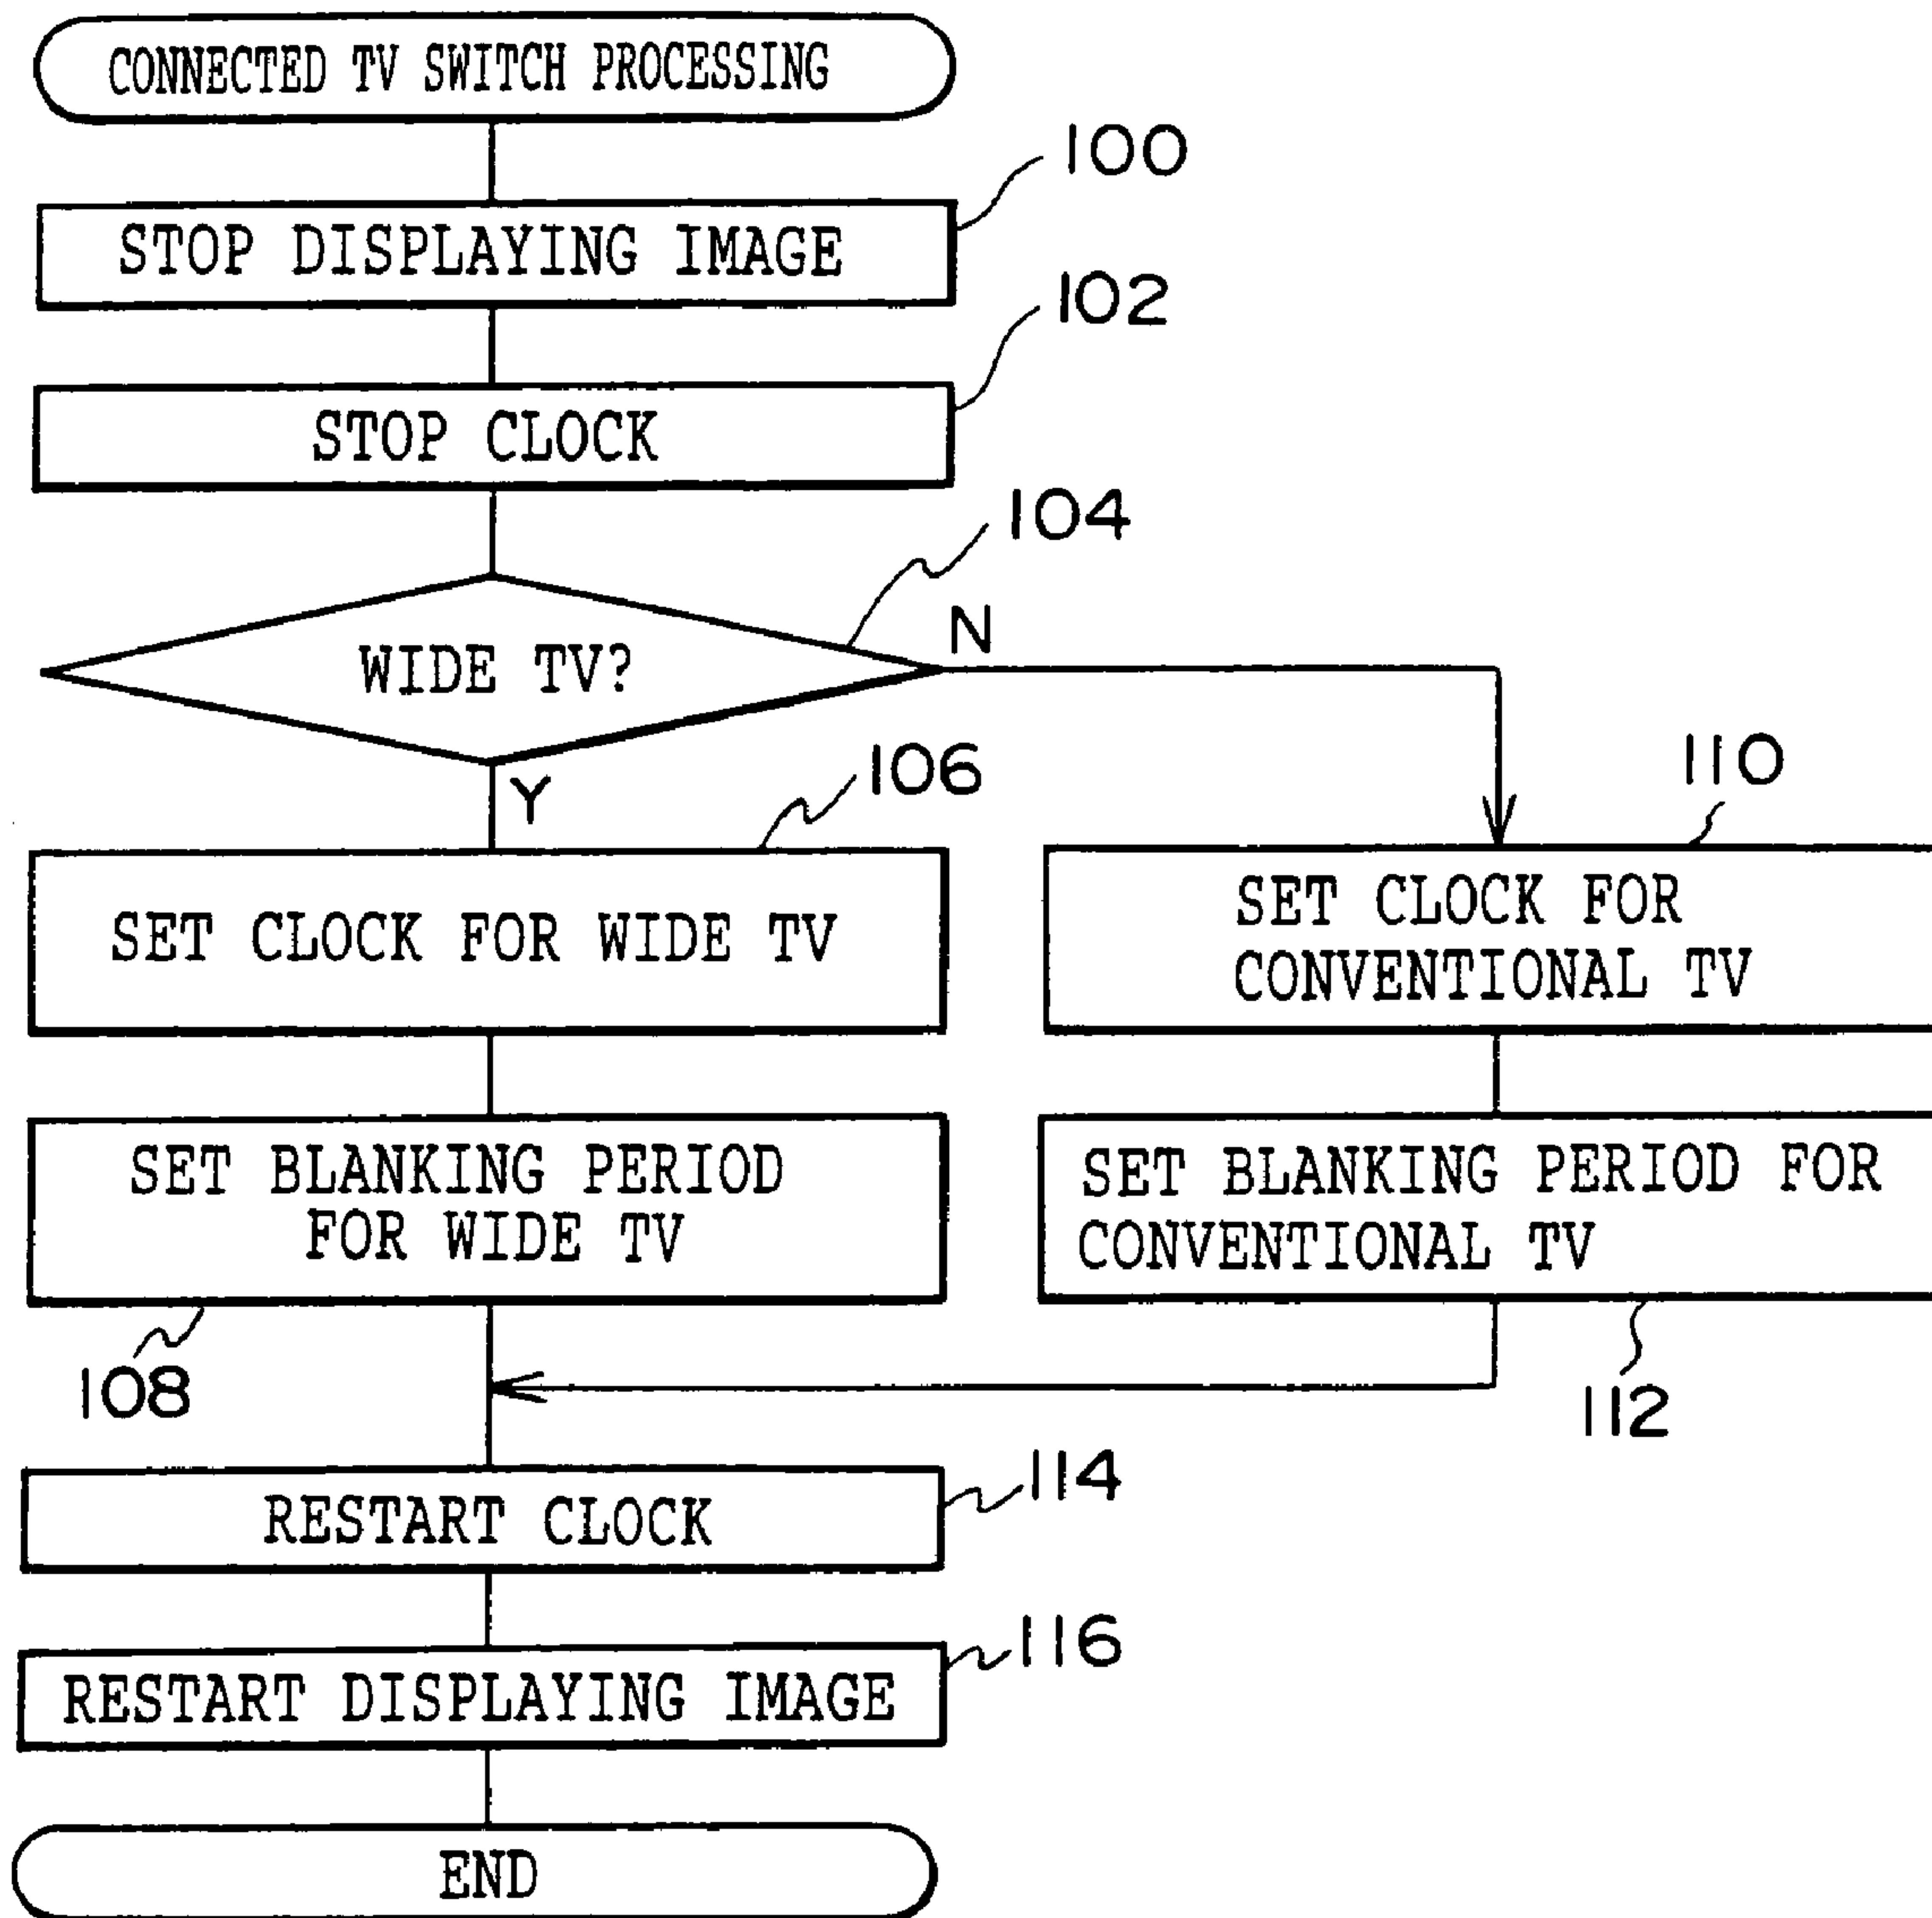 CONNECTED TV SWITCH PROCESSING
100
STOP DISPLAYING IMAGE
102
STOP CLOCK
104
WIDE TV?
N
Y
106
110
SET CLOCK FOR WIDE TV
SET CLOCK FOR
CONVENTIONAL TV
SET BLANKING PERIOD
FOR WIDE TV
SET BLANKING PERIOD FOR
CONVENTIONAL TV
108
112
114
RESTART CLOCK
116
RESTART DISPLAYING IMAGE
END